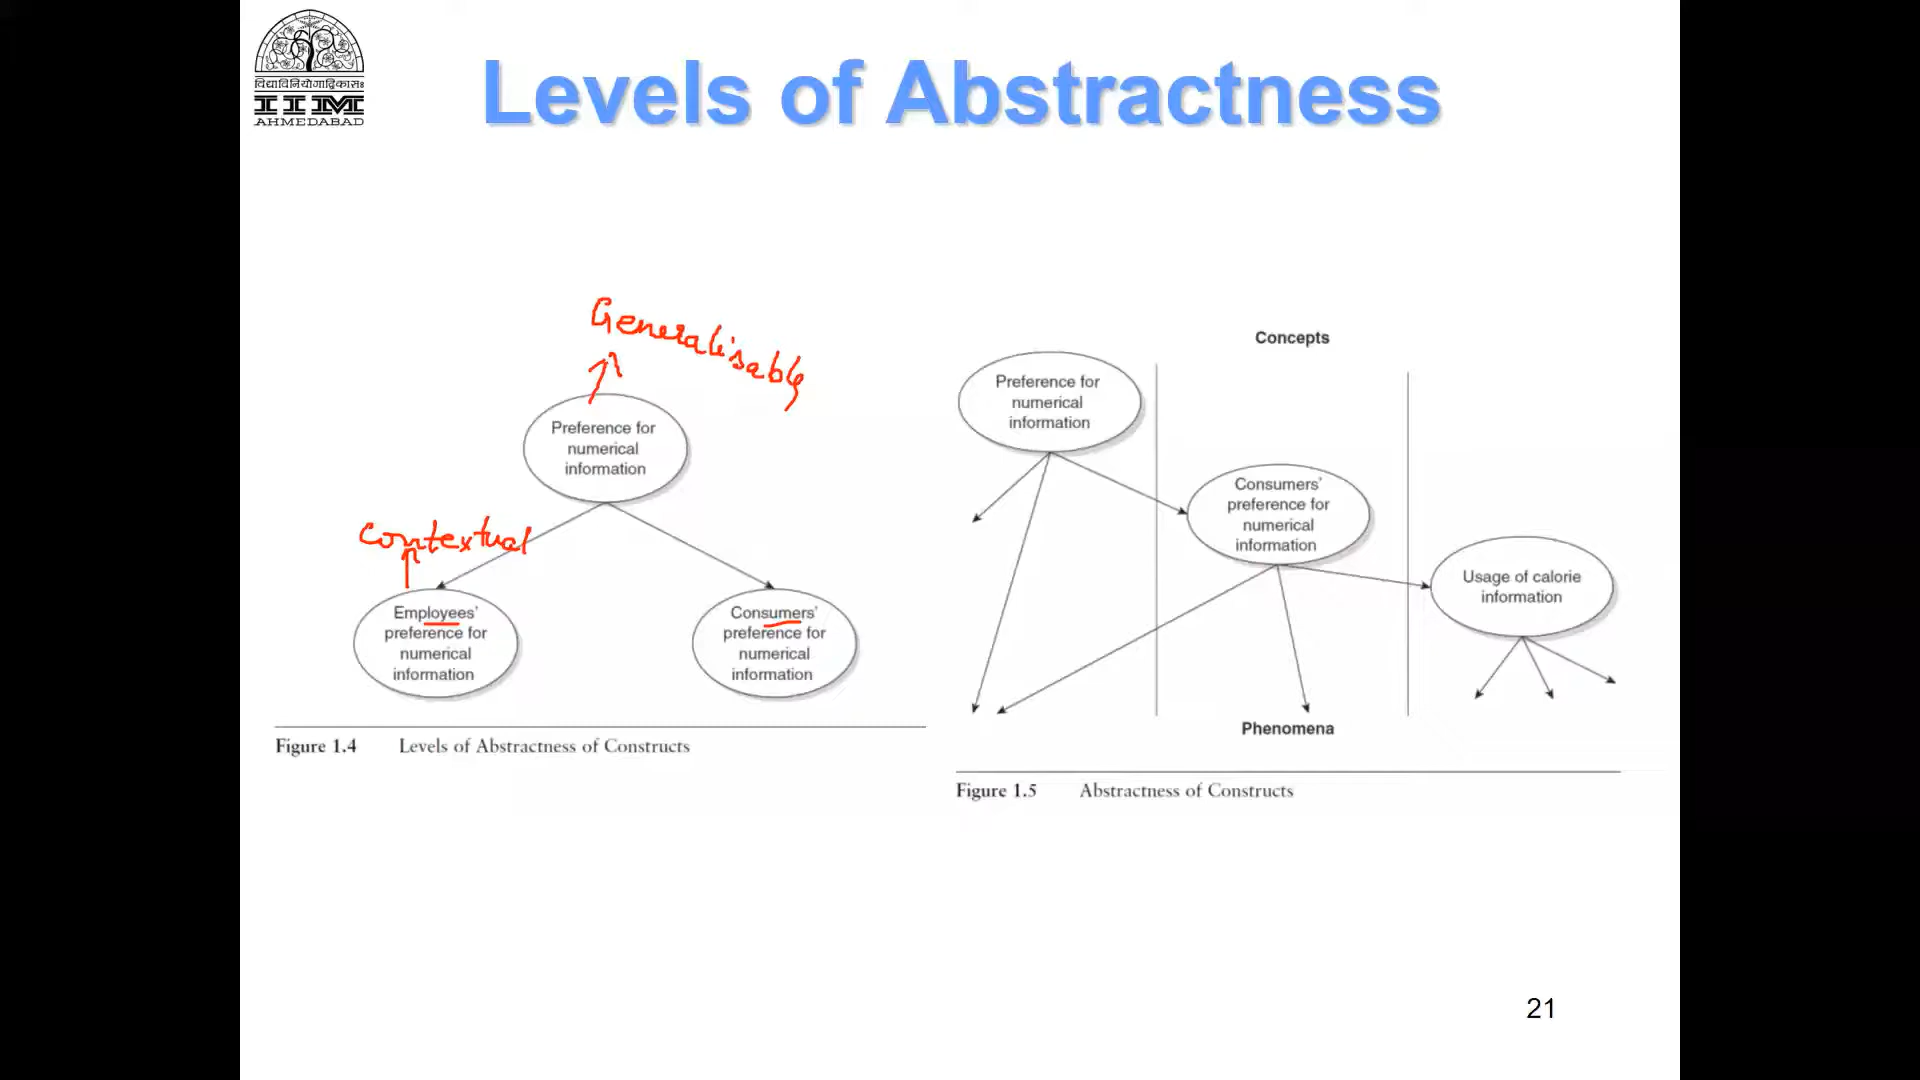 विद्याविनियोगाद्विकासः
IIM
AHMEDABAD
Levels of Abstractness
Generalisable
Preference for
numerical
information
Contextual
Employees'
preference for
numerical
information
Consumers'
preference for
numerical
information
Figure 1.4 Levels of Abstractness of Constructs
Concepts
Preference for
numerical
information
Consumers'
preference for
numerical
information
Usage of calorie
information
Phenomena
Figure 1.5 Abstractness of Constructs
21